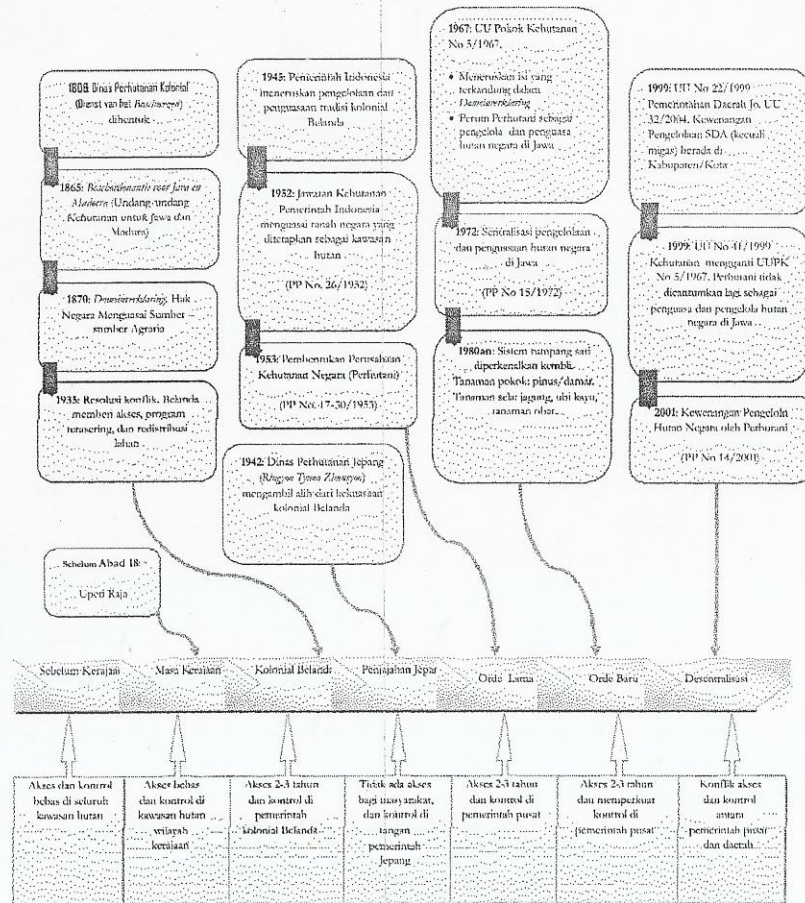 1808: Dinas Perhutanan Kolonial
(Dienst van het Boschwezen)
dibentuk
1865: Boschordonantie voor Java en
Madoera (Undang-undang
Kehutanan untuk Jawa dan
Madura)
1870: Domeinverklaring, Hak
Negara Menguasai Sumber-
sumber Agraria
1933: Resolusi konflik. Belanda
memberi akses, program
terasering, dan redistribusi
lahan
Sebelum Abad 18:
Upeti Raja
1945: Pemerintah Indonesia
meneruskan pengelolaan dan
penguasaan tradisi kolonial
Belanda
1952: Jawatan Kehutanan
Pemerintah Indonesia
menguasai tanah negara yang
ditetapkan sebagai kawasan
hutan
(PP No. 26/1952)
1953: Pembentukan Perusahaan
Kehutanan Negara (Perhutani)
(PP No. 17-30/1953)
1942: Dinas Perhutanan Jepang
mengambil alih dari kekuasaan
kolonial Belanda
1967: UU Pokok Kehutanan
No 5/1967.
• Meneruskan isi yang
terkandung dalam
Domeinverklaring
• Perum Perhutani sebagai
pengelola dan penguasa
hutan negara di Jawa
1972: Sentralisasi pengelolaan
dan penguasaan hutan negara
di Jawa
(PP No 15/1972)
1980an: Sistem tumpang sari
diperkenalkan kembli.
Tanaman pokok: pinus/damar.
Tanaman sela: jagung, ubi kayu,
tanaman obat.
1999: UU No 22/1999
Pemerintahan Daerah Jo. UU
32/2004. Kewenangan
Pengelolaan SDA (kecuali
migas) berada di
Kabupaten/Kota
1999: UU No 41/1999
Kehutanan mengganti UUPK
No 5/1967. Perhutani tidak
dicantumkan lagi sebagai
penguasa dan pengelola hutan
negara di Jawa
2001: Kewenangan Pengeloln
Hutan Negara oleh Perhutani
(PP No 14/2001)
Sebelum Kerajaan
Masa Kerajaan
Kolonial Belanda
Penjajahan Jepar
Orde Lama
Orde Baru
Desentralisasi
Akses dan kontrol
bebas di seluruh
kawasan hutan
Akses bebas
dan kontrol di
kawasan hutan
wilayah
kerajaan
Akses 2-3 tahun
dan kontrol di
pemerintah
kolonial Belanda
Tidak ada akses
bagi masyarakat,
dan kontrol di
tangan
pemerintah
Jepang
Akses 2-3 tahun
dan kontrol di
pemerintah pusat
Akses 2-3 tahun
dan memperkuat
kontrol di
pemerintah pusat
Konflik akses
dan kontrol
antara
pemerintah pusat
dan daerah